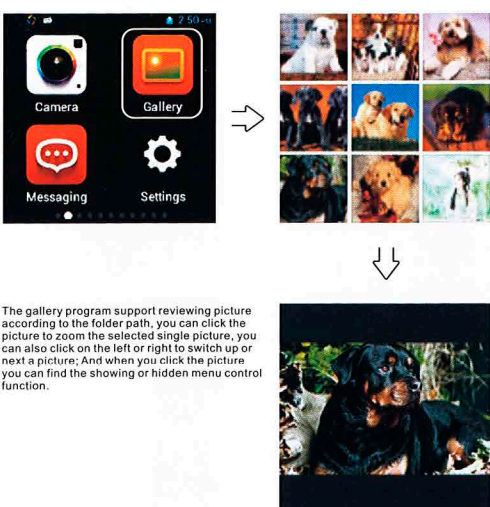 2:50 PM
Camera
Gallery
Messaging
Settings
The gallery program support reviewing picture
according to the folder path, you can click the
picture to zoom the selected single picture, you
can also click on the left or right to switch up or
next a picture; And when you click the picture
you can find the showing or hidden menu control
function.